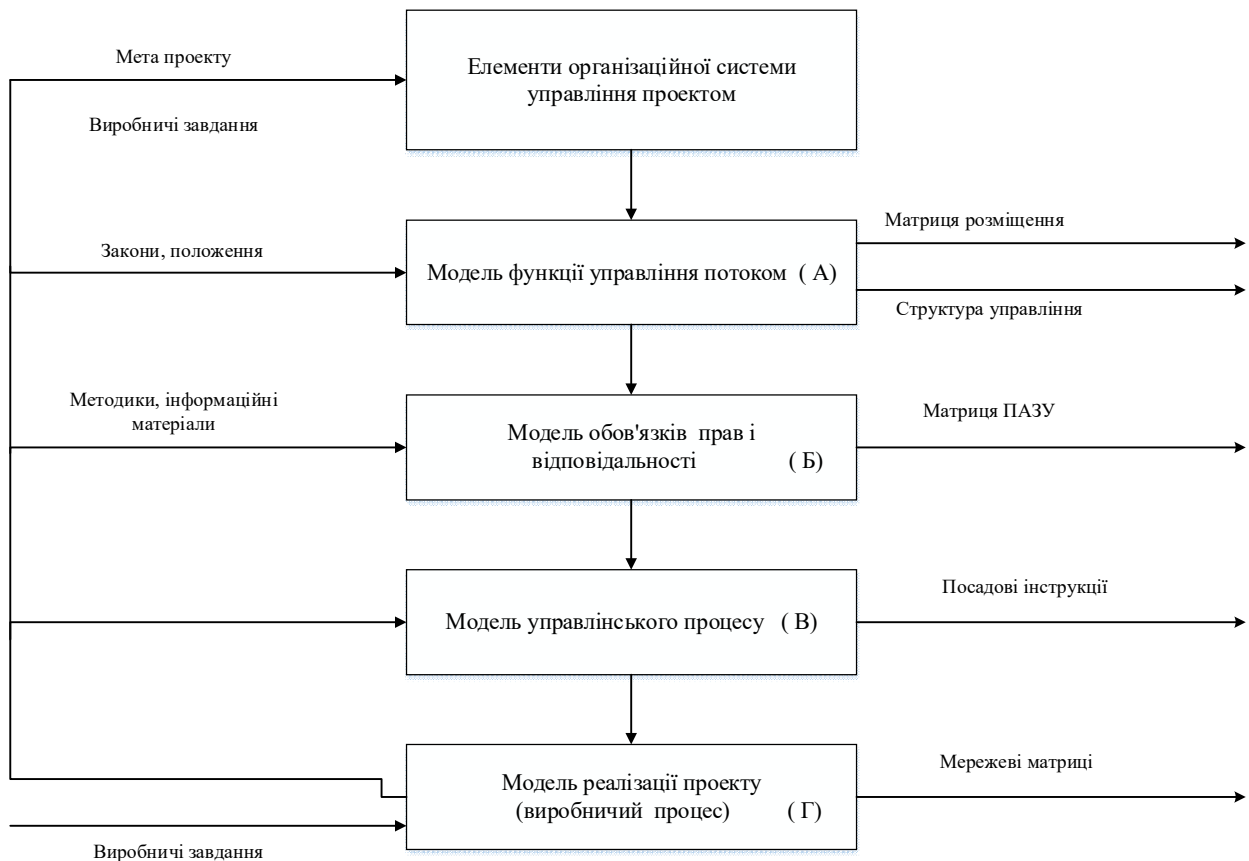 Мета проекту
Елементи організаційної системи
управління проектом
Виробничі завдання
Матриця розміщення
Закони, положення
Модель функції управління потоком ( А)
Структура управління
Методики, інформаційні
матеріали
Модель обов'язків прав і
відповідальності ( Б)
Матриця ПАЗУ
Модель управлінського процесу ( В)
Посадові інструкції
Модель реалізації проекту
(виробничий процес) ( Г)
Мережеві матриці
Виробничі завдання